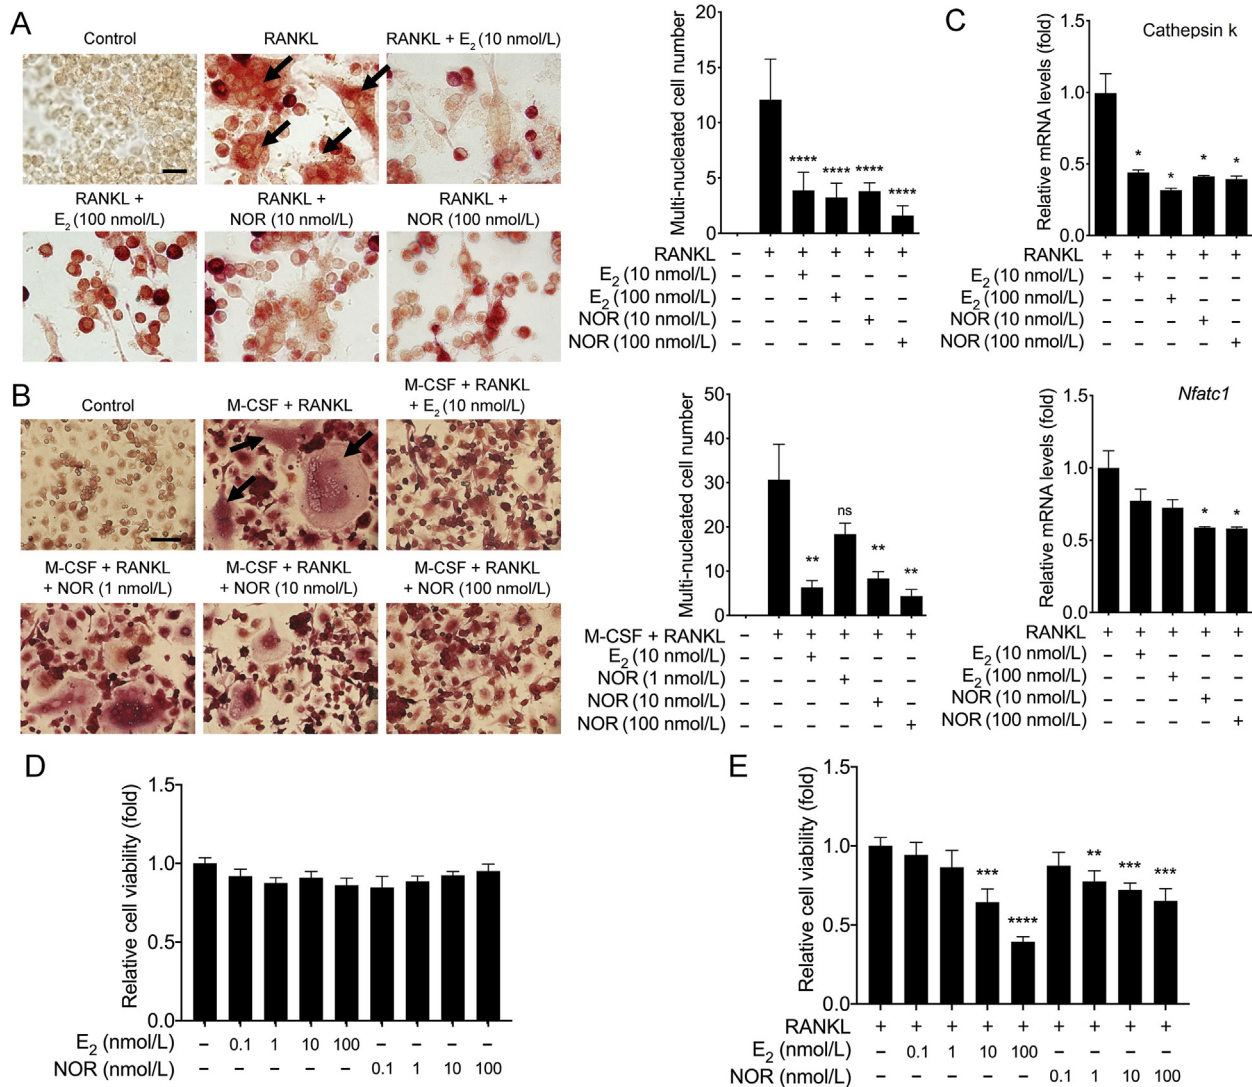 A
Control
RANKL
RANKL + E2 (10 nmol/L)
RANKL +
E2 (100 nmol/L)
RANKL +
NOR (10 nmol/L)
RANKL +
NOR (100 nmol/L)
Multi-nucleated cell number
20
15
10
5
0
****
****
****
****
RANKL – + + + + +
E2 (10 nmol/L) – – + – – –
E2 (100 nmol/L) – – – + – –
NOR (10 nmol/L) – – – – + –
NOR (100 nmol/L) – – – – – +
C
Cathepsin k
Relative mRNA levels (fold)
1.5
1.0
0.5
0.0
*
*
*
*
RANKL + + + + +
E2 (10 nmol/L) – + – – –
E2 (100 nmol/L) – – + – –
NOR (10 nmol/L) – – – + –
NOR (100 nmol/L) – – – – +
B
Control
M-CSF + RANKL
M-CSF + RANKL
+ E2 (10 nmol/L)
M-CSF + RANKL
+ NOR (1 nmol/L)
M-CSF + RANKL
+ NOR (10 nmol/L)
M-CSF + RANKL
+ NOR (100 nmol/L)
Multi-nucleated cell number
50
40
30
20
10
0
**
ns
**
**
M-CSF + RANKL – + + + + +
E2 (10 nmol/L) – – + – – –
NOR (1 nmol/L) – – – + – –
NOR (10 nmol/L) – – – – + –
NOR (100 nmol/L) – – – – – +
Nfatc1
Relative mRNA levels (fold)
1.5
1.0
0.5
0.0
*
*
RANKL + + + + +
E2 (10 nmol/L) – + – – –
E2 (100 nmol/L) – – + – –
NOR (10 nmol/L) – – – + –
NOR (100 nmol/L) – – – – +
D
Relative cell viability (fold)
1.5
1.0
0.5
0.0
E2 (nmol/L) – 0.1 1 10 100 – – – –
NOR (nmol/L) – – – – – 0.1 1 10 100
E
Relative cell viability (fold)
1.5
1.0
0.5
0.0
***
****
**
***
***
RANKL + + + + + + + + +
E2 (nmol/L) – 0.1 1 10 100 – – – –
NOR (nmol/L) – – – – – 0.1 1 10 100